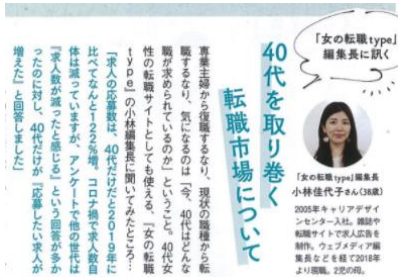 「女の転職type」
編集長に訊く
40代を取り巻く
転職市場について
専業主婦から復職するなり、現状の職種から転
職するなり、気になるのは「今、40代はどんな
職が求められているのか」ということ。40代女
性の転職サイトとしても使える、『女の転職
type』の小林編集長に聞いてみたところ…
「求人の応募数は、40代だけだと2019年に
比べてなんと122%増。コロナ禍で求人数自
体は減っていますが、アンケートで他の世代は
『求人数が減ったと感じる』という回答が多か
ったのに対し、40代だけが『応募したい求人が
増えた』と回答しました」
「女の転職type」編集長
小林佳代子さん(38歳)
2005年キャリアデザイ
ンセンター入社。雑誌や
転職サイトで求人広告を
制作。ウェブメディア編
集長などを経て2018年
より現職。2児の母。